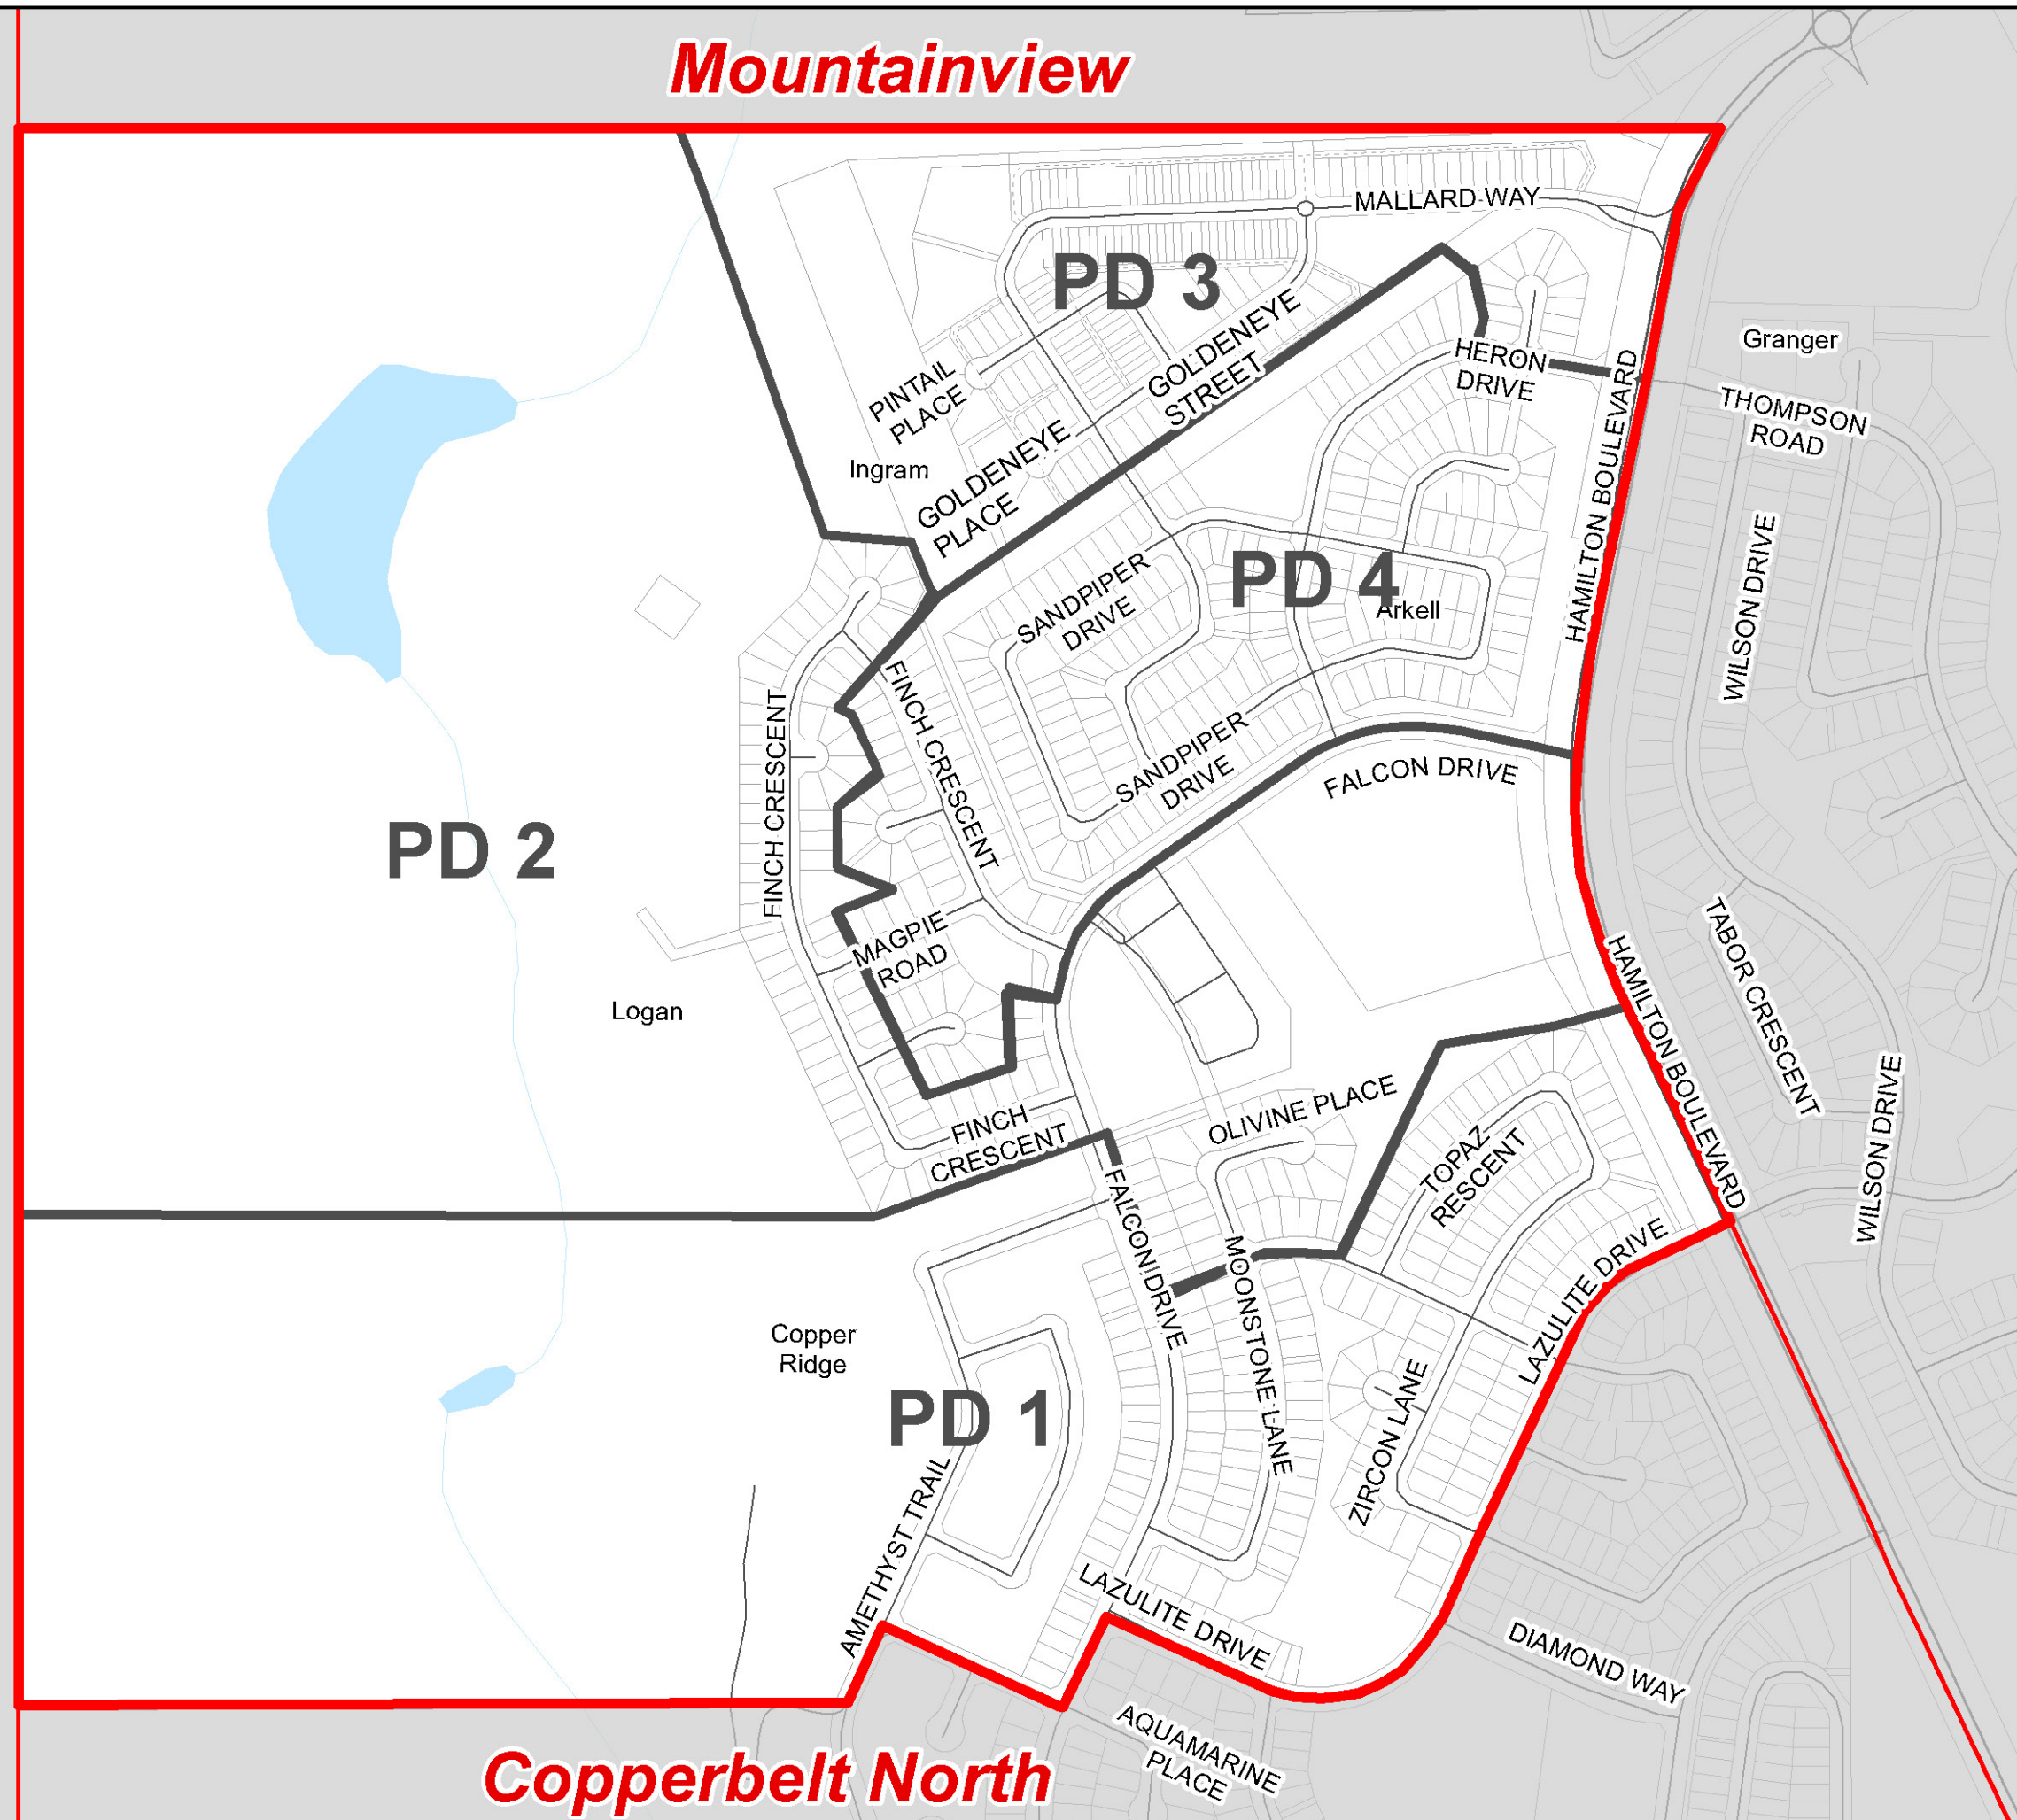 Mountainview
MALLARD WAY
PD 3
GOLDENEYE
STREET
HERON
DRIVE
Granger
PINTAIL
PLACE
THOMPSON
ROAD
HAMILTON BOULEVARD
Ingram
GOLDENEYE
PLACE
WILSON DRIVE
SANDPIPER
DRIVE
PD 4
Arkell
FINCH CRESCENT
FINCH CRESCENT
SANDPIPER
DRIVE
FALCON DRIVE
PD 2
MAGPIE
ROAD
TABOR CRESCENT
HAMILTON BOULEVARD
Logan
WILSON DRIVE
FINCH
CRESCENT
OLIVINE PLACE
TOPAZ
RESCENT
FALCON DRIVE
MOONSTONE LANE
LAZULITE DRIVE
Copper
Ridge
PD 1
ZIRCON LANE
AMETHYST TRAIL
LAZULITE DRIVE
DIAMOND WAY
AQUAMARINE
PLACE
Copperbelt North